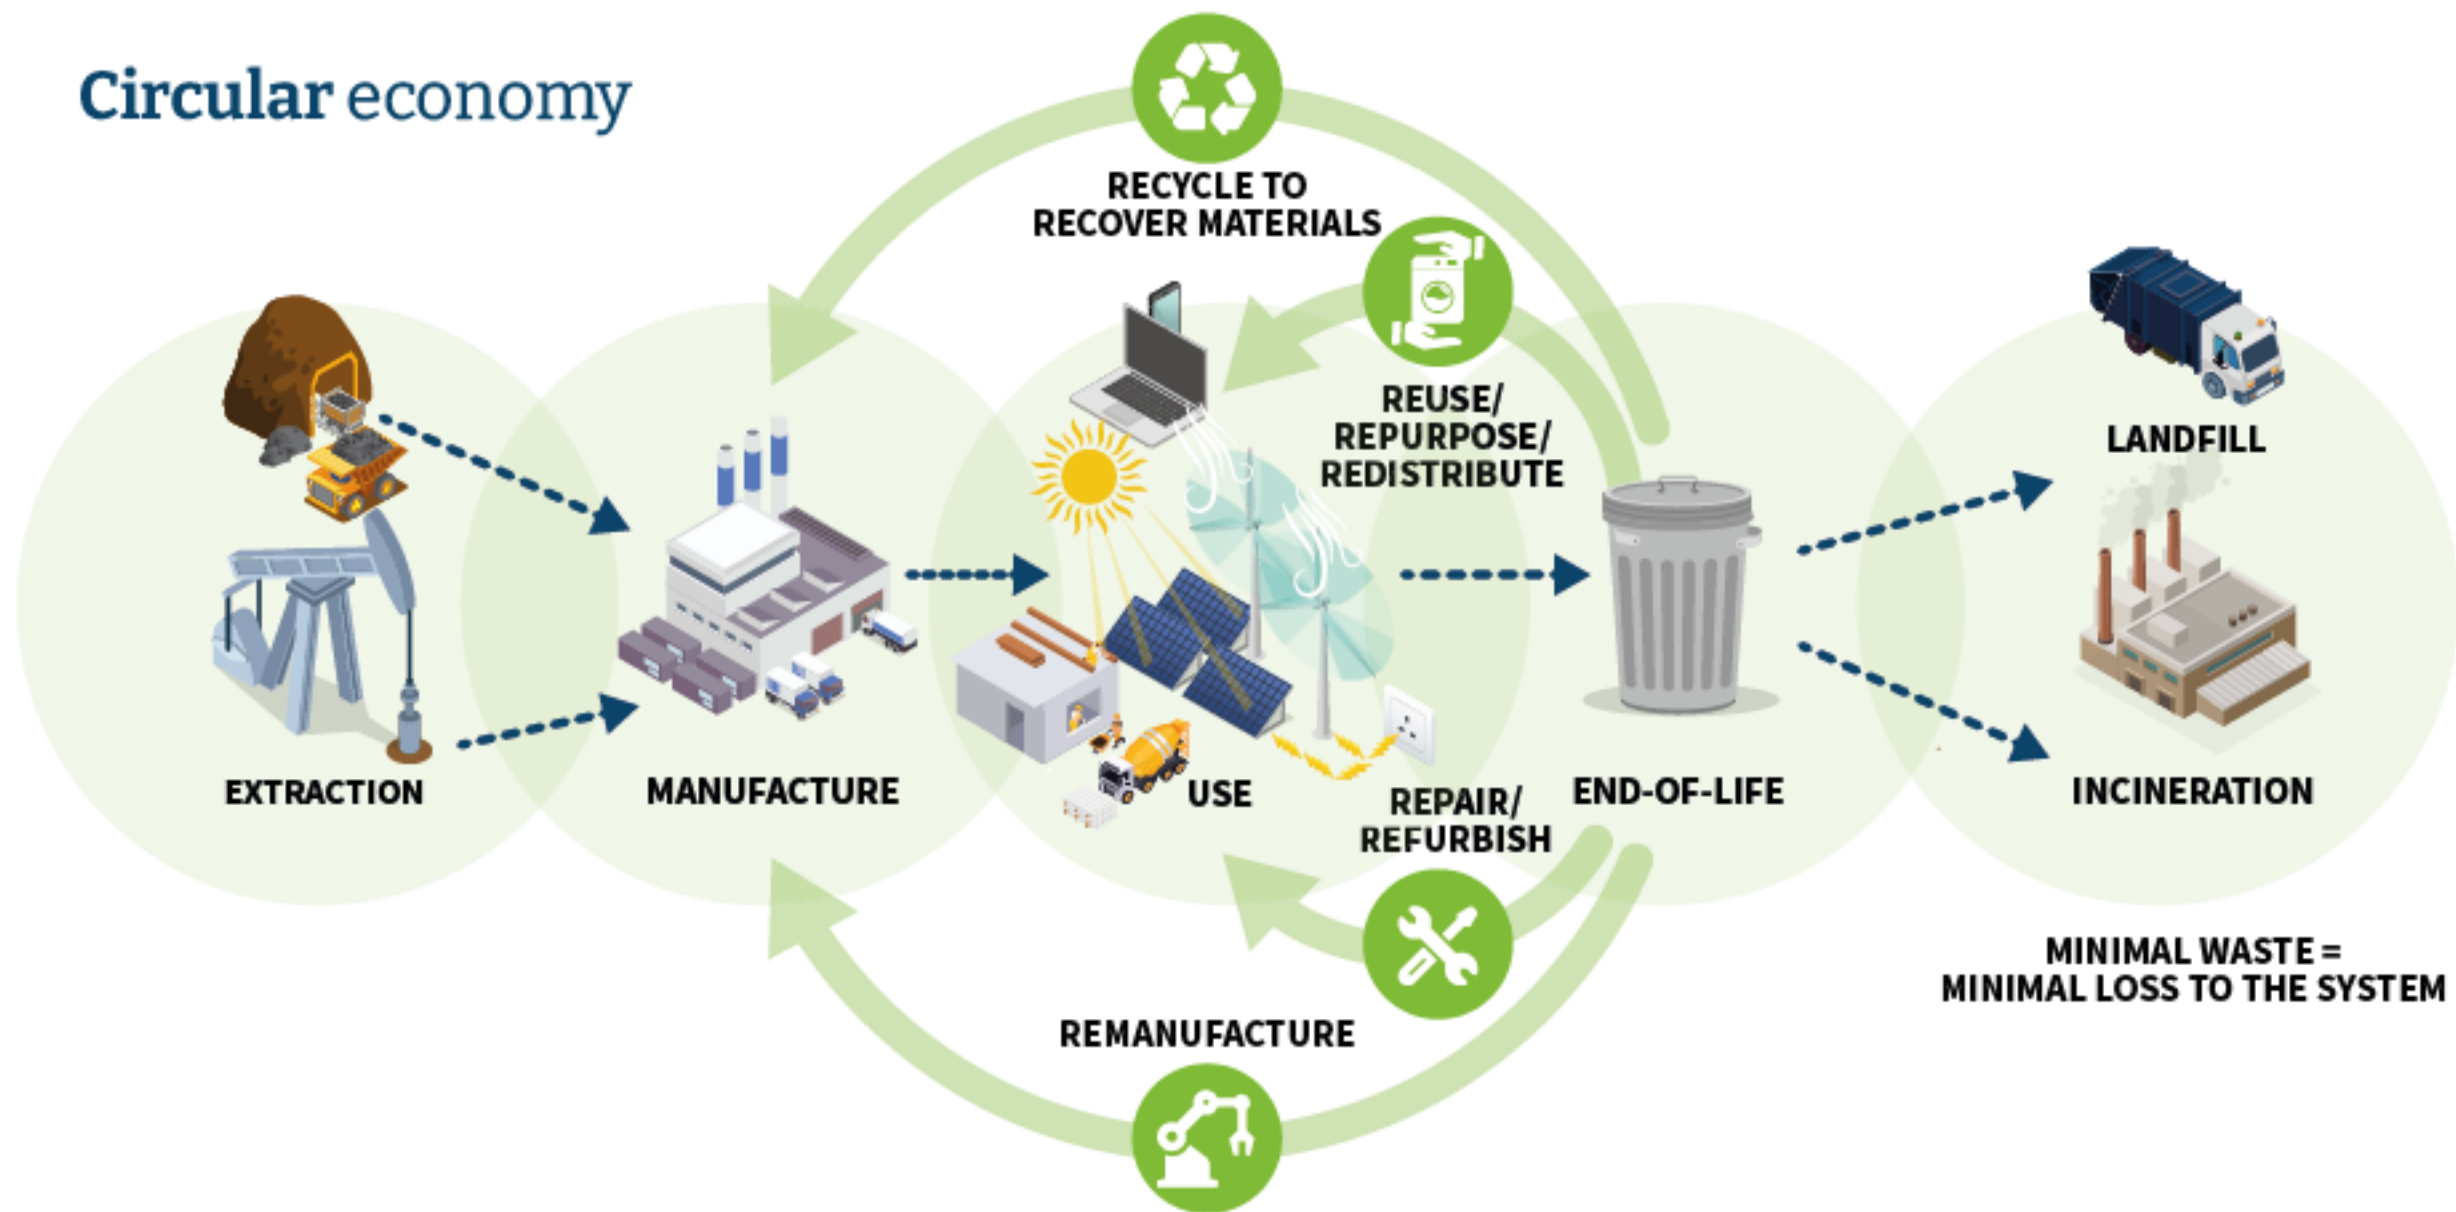 Circular economy
RECYCLE TO
RECOVER MATERIALS
REUSE/
REPURPOSE/
REDISTRIBUTE
LANDFILL
EXTRACTION
MANUFACTURE
USE
REPAIR/
REFURBISH
END-OF-LIFE
INCINERATION
MINIMAL WASTE =
MINIMAL LOSS TO THE SYSTEM
REMANUFACTURE